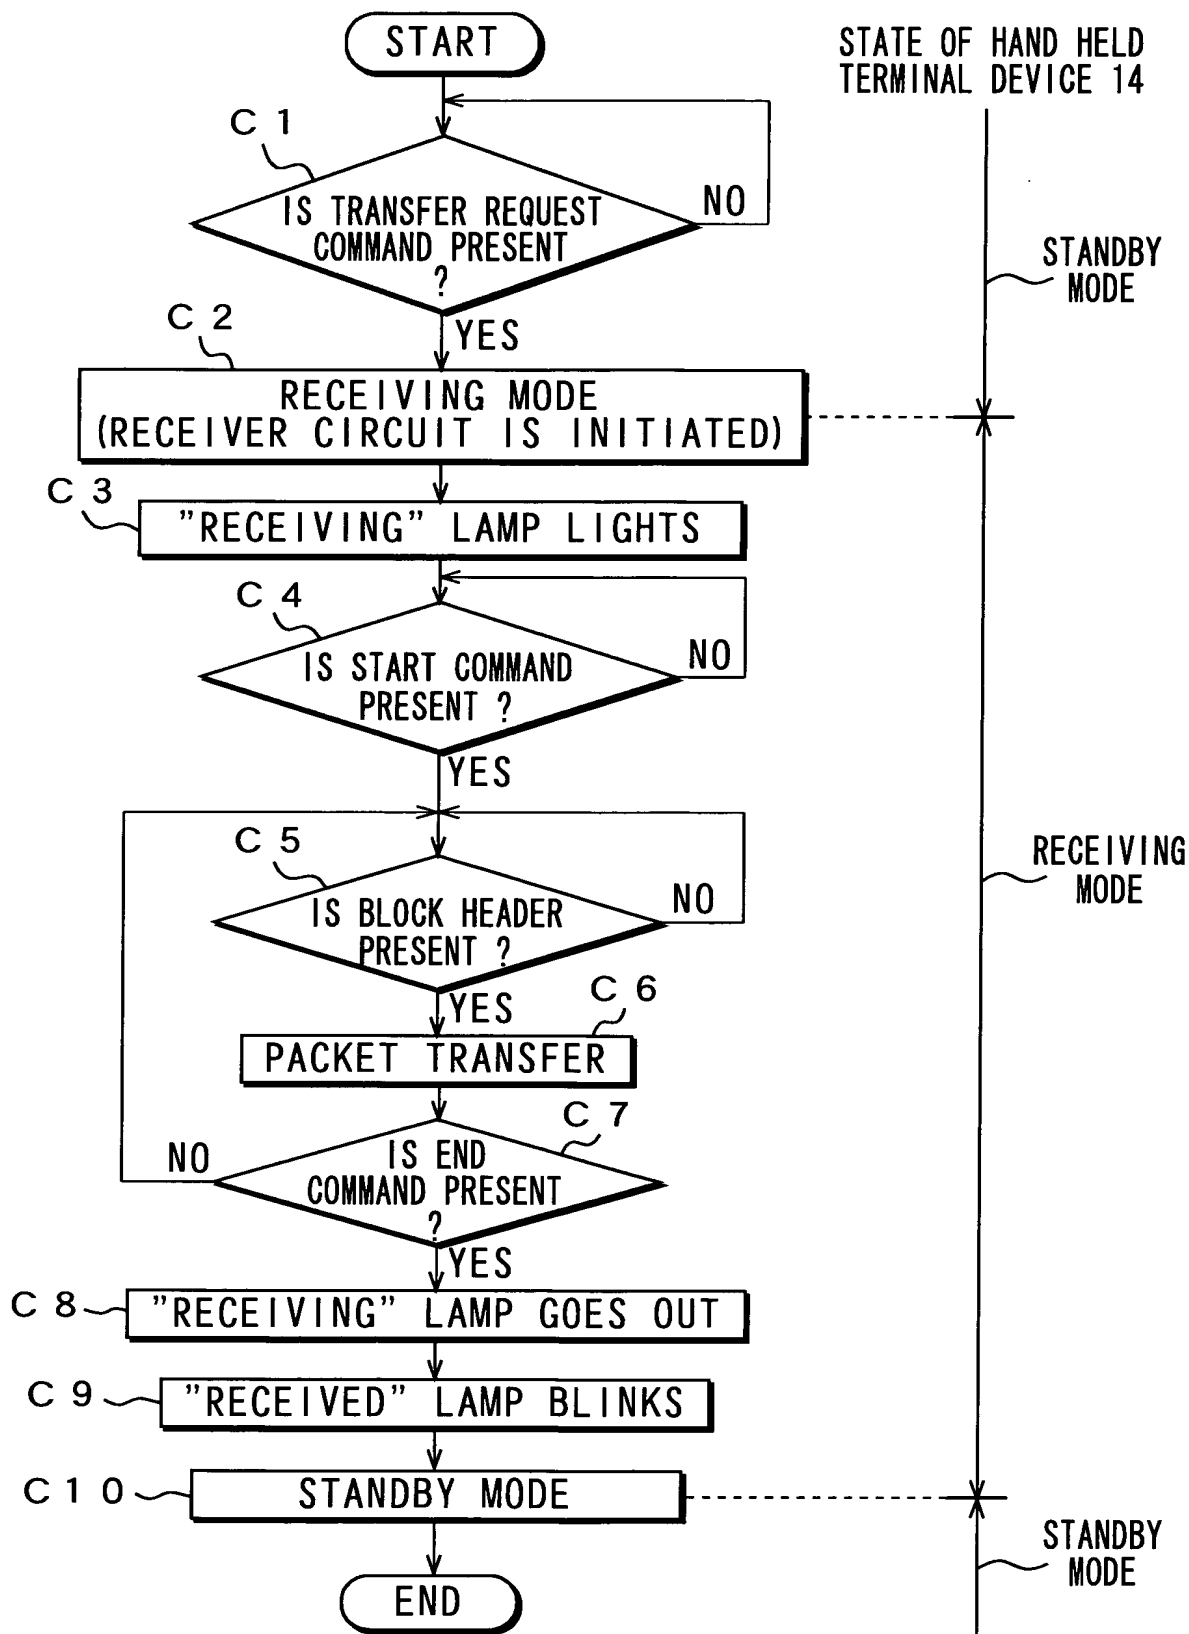 START
STATE OF HAND HELD
TERMINAL DEVICE 14
C 1
IS TRANSFER REQUEST
COMMAND PRESENT
?
NO
YES
STANDBY
MODE
C 2
RECEIVING MODE
(RECEIVER CIRCUIT IS INITIATED)
C 3
"RECEIVING" LAMP LIGHTS
C 4
IS START COMMAND
PRESENT ?
NO
YES
C 5
IS BLOCK HEADER
PRESENT ?
NO
YES
RECEIVING
MODE
C 6
PACKET TRANSFER
C 7
IS END
COMMAND PRESENT
?
NO
YES
C 8
"RECEIVING" LAMP GOES OUT
C 9
"RECEIVED" LAMP BLINKS
C 1 0
STANDBY MODE
STANDBY
MODE
END